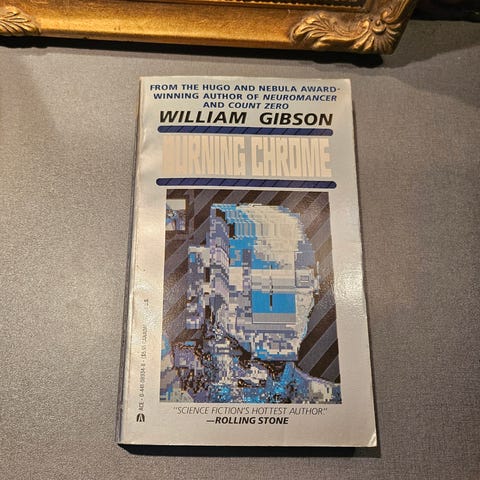 FROM THE HUGO AND NEBULA AWARD-
WINNING AUTHOR OF NEUROMANCER
AND COUNT ZERO
WILLIAM GIBSON
BURNING CHROME
"SCIENCE FICTION'S HOTTEST AUTHOR."
—ROLLING STONE
ACE